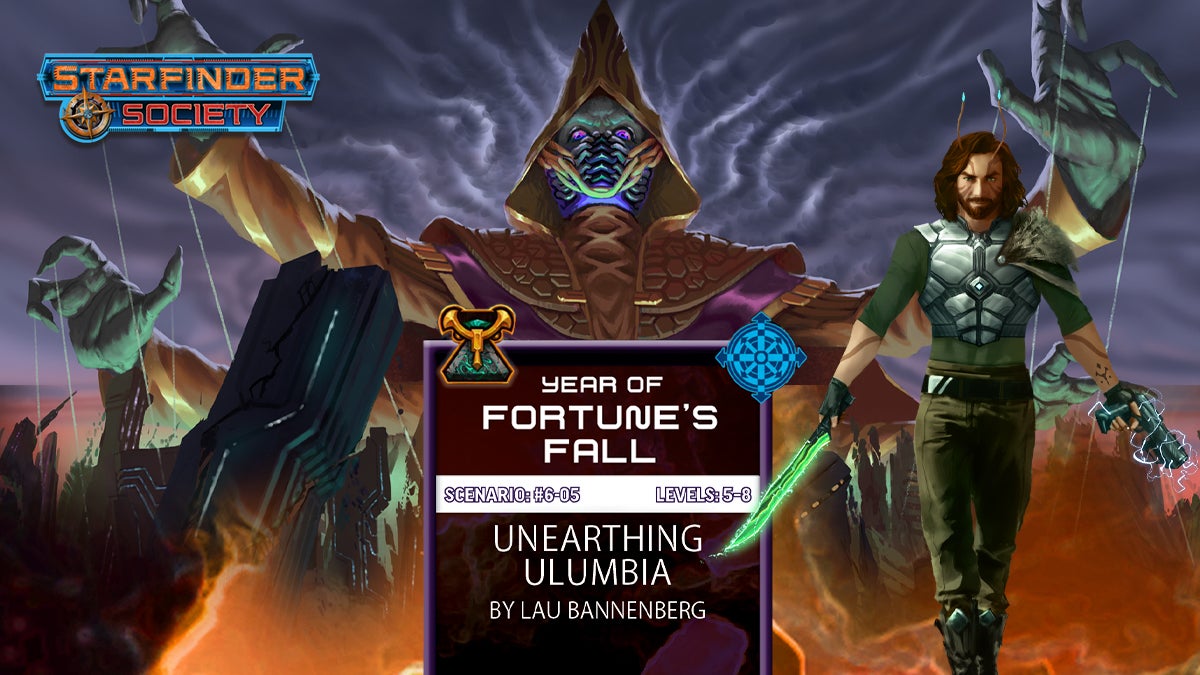 STARFINDER
SOCIETY
YEAR OF
FORTUNE'S
FALL
SCENARIO: #6-05 LEVELS: 5-8
UNEARTHING
ULUMBIA
BY LAU BANNENBERG